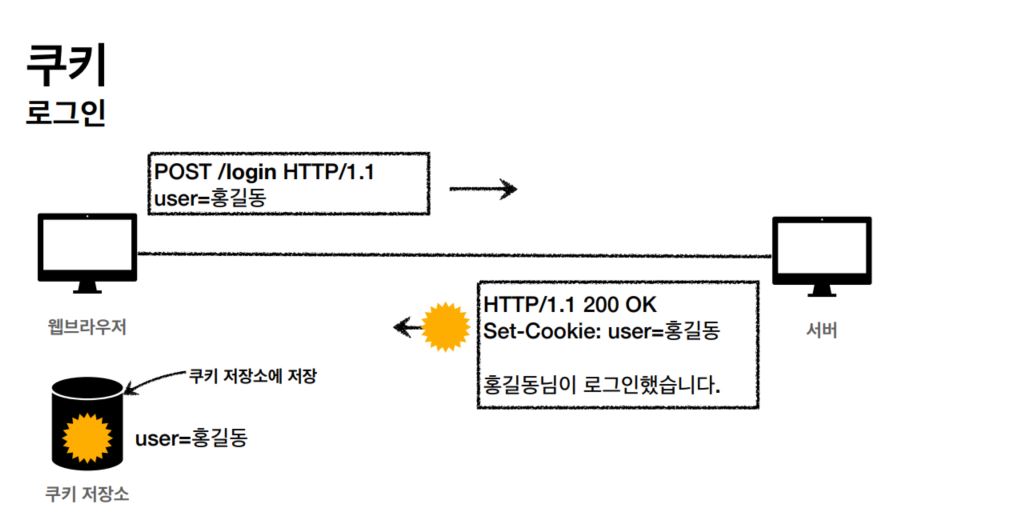 쿠키
로그인
POST /login HTTP/1.1
user=홍길동
웹브라우저
HTTP/1.1 200 OK
Set-Cookie: user=홍길동
홍길동님이 로그인했습니다.
서버
쿠키 저장소에 저장
user=홍길동
쿠키 저장소